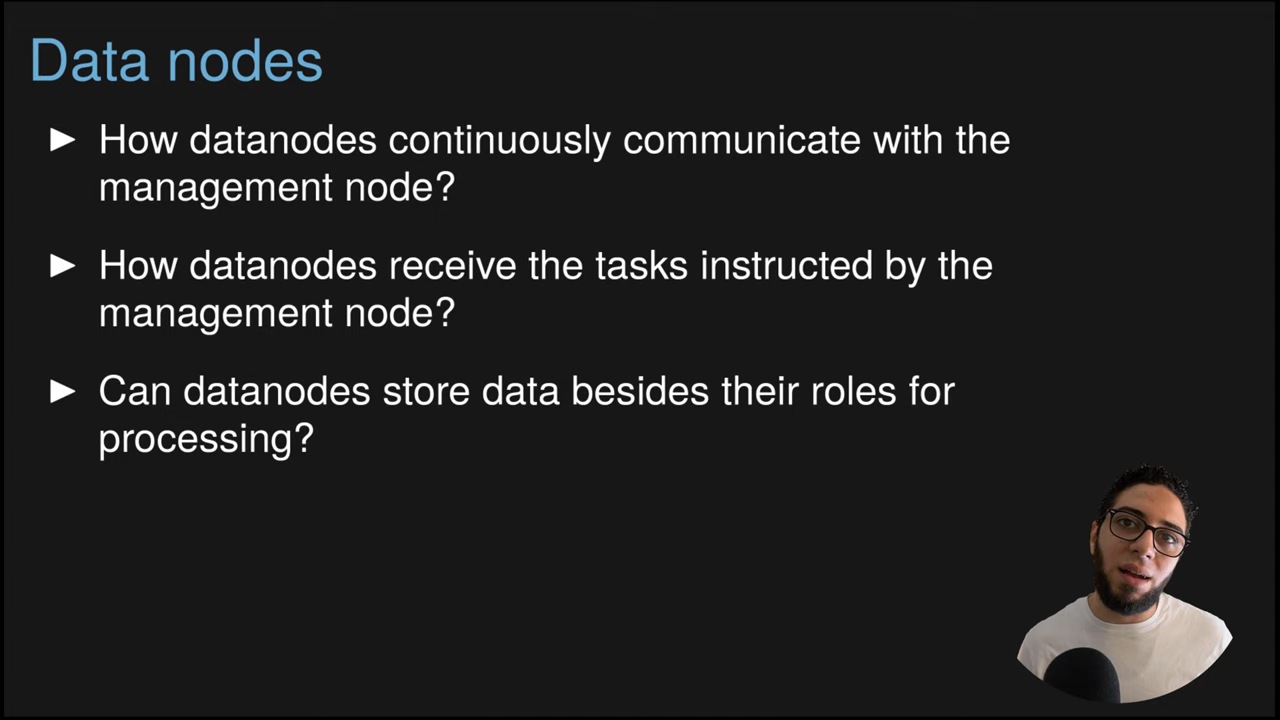 Data nodes
▶ How datanodes continuously communicate with the
management node?
▶ How datanodes receive the tasks instructed by the
management node?
▶ Can datanodes store data besides their roles for
processing?